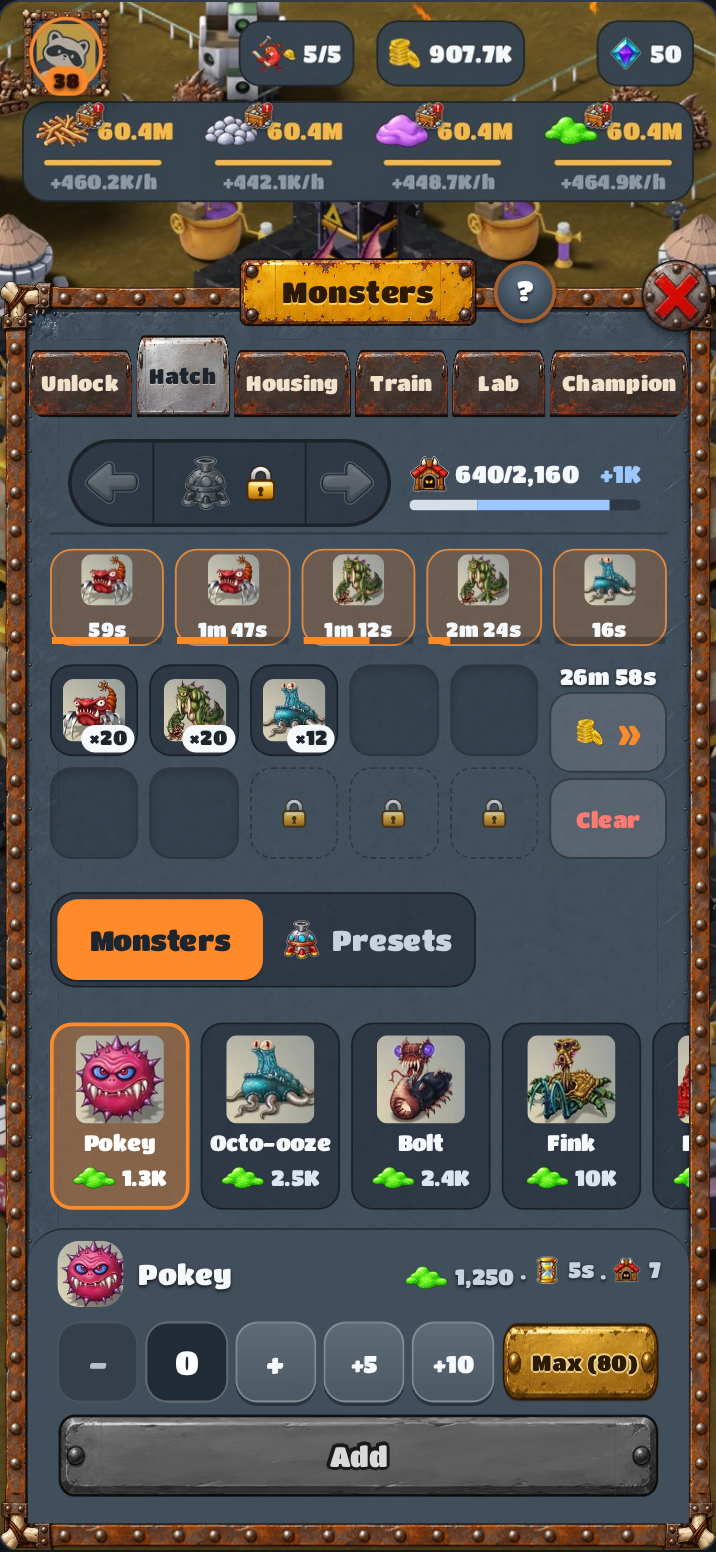 38
5/5
907.7K
50
60.4M
60.4M
60.4M
60.4M
+460.2K/h
+442.1K/h
+448.7K/h
+464.9K/h
Monsters
?
Unlock
Hatch
Housing
Train
Lab
Champion
640/2,160 +1K
59s
1m 47s
1m 12s
2m 24s
16s
×20
×20
×12
26m 58s
Clear
Monsters
Presets
Pokey
Octo-ooze
Bolt
Fink
1.3K
2.5K
2.4K
10K
Pokey
1,250 · 5s . 7
-
0
+
+5
+10
Max (80)
Add